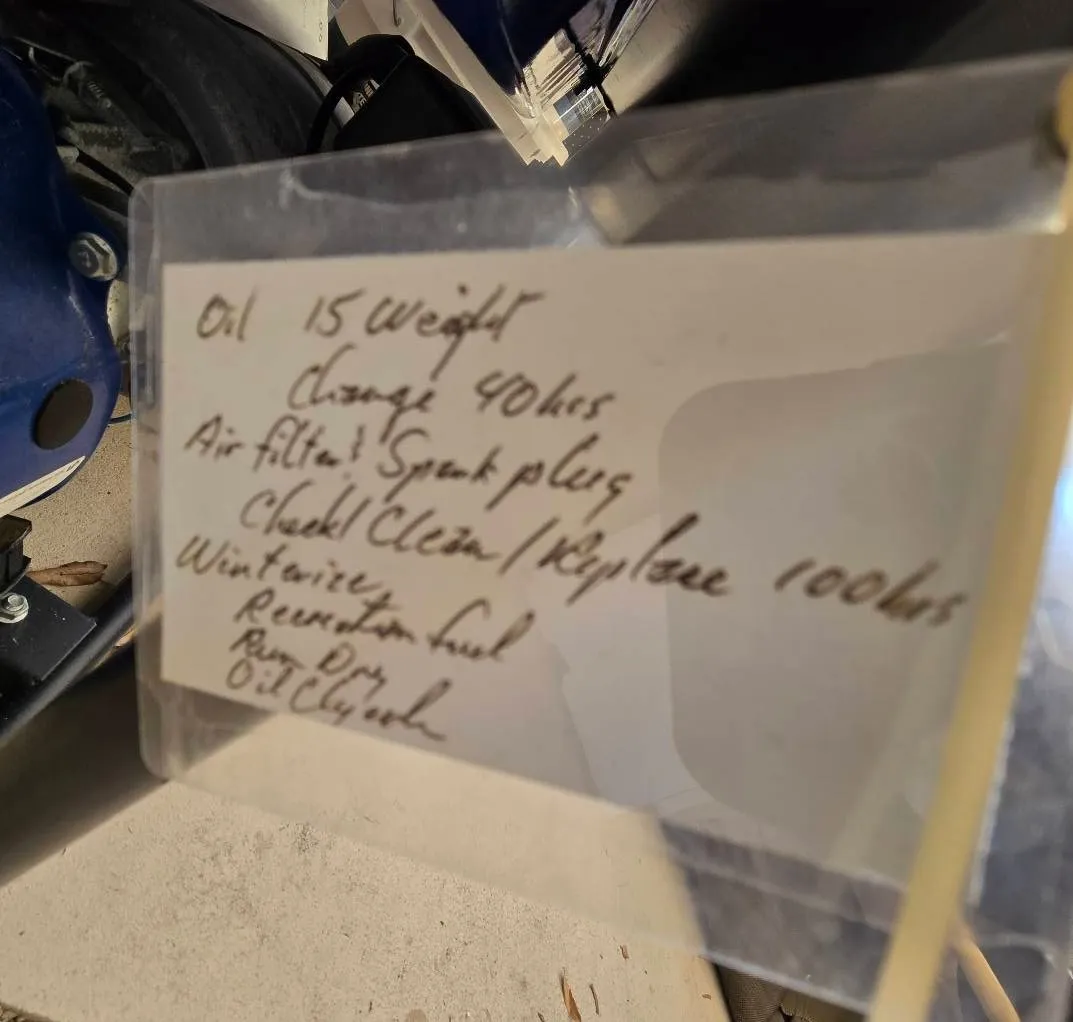 Oil 15 Weight
Change 40hrs
Air filter! Spark plug
Check! Clean / Replace 100hrs
Winterize,
Recreation fuel
Run Dry
Oil